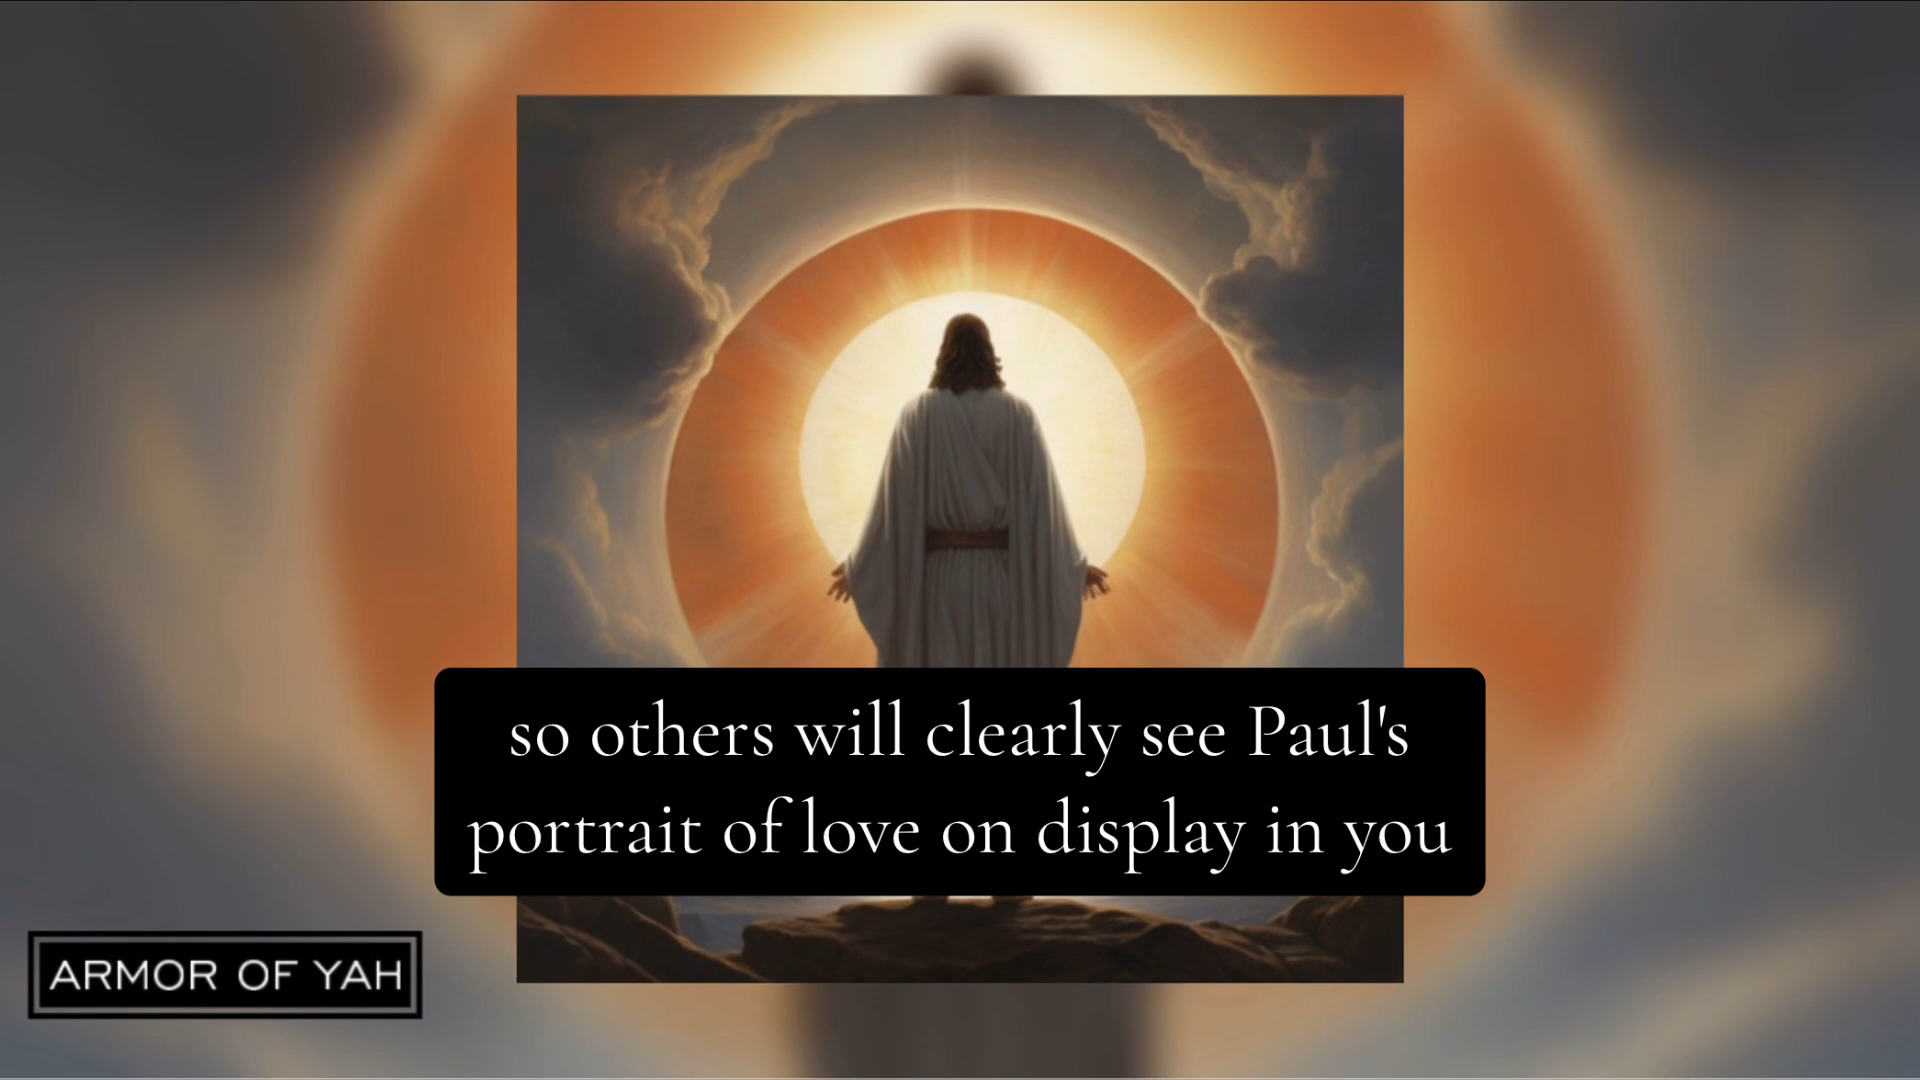 so others will clearly see Paul's
portrait of love on display in you
ARMOR OF YAH